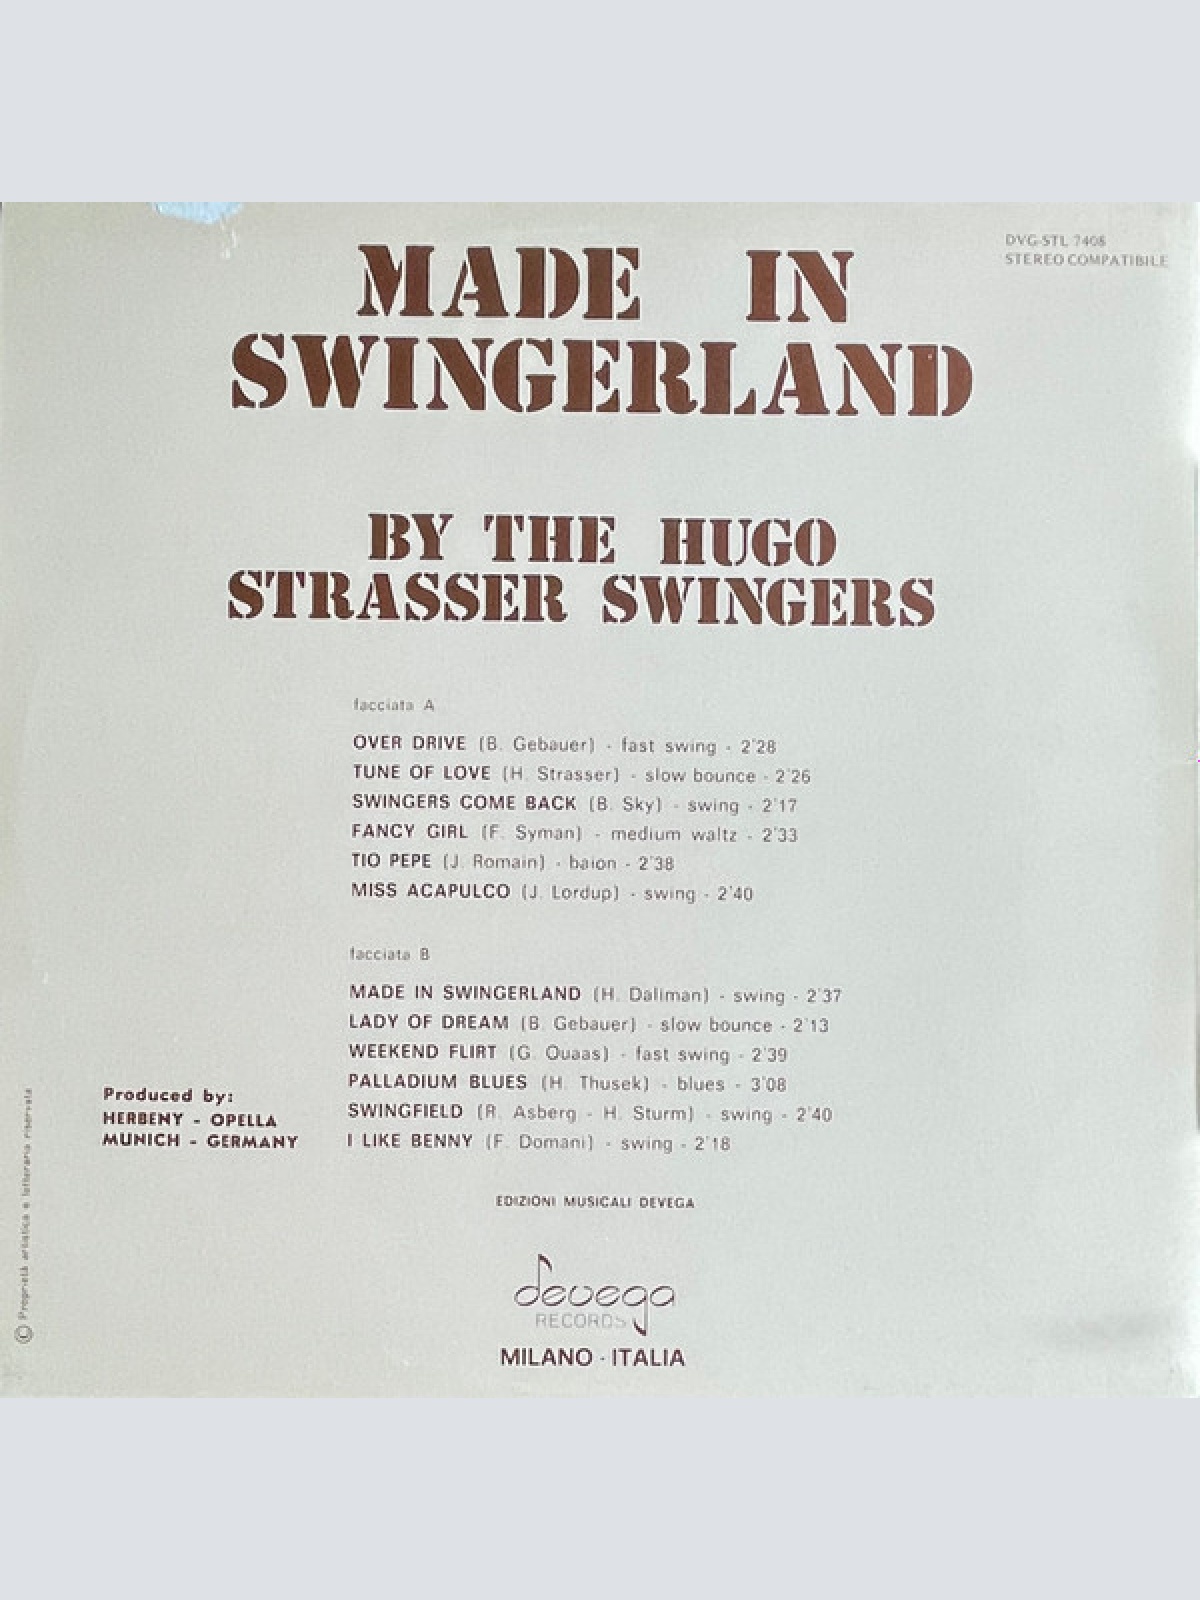 DVG-STL 7408
STEREO COMPATIBILE
MADE IN
SWINGERLAND
BY THE HUGO
STRASSER SWINGERS
facciata A
OVER DRIVE (B. Gebauer) - fast swing - 2'28
TUNE OF LOVE (H. Strasser) - slow bounce - 2'26
SWINGERS COME BACK (B. Sky) - swing - 2'17
FANCY GIRL (F. Syman) - medium waltz - 2'33
TIO PEPE (J. Romain) - baion - 2'38
MISS ACAPULCO (J. Lordup) - swing - 2'40
facciata B
MADE IN SWINGERLAND (H. Dallman) - swing - 2'37
LADY OF DREAM (B. Gebauer) - slow bounce - 2'13
WEEKEND FLIRT (G. Quaas) - fast swing - 2'39
PALLADIUM BLUES (H. Thusek) - blues - 3'08
SWINGFIELD (R. Asberg - H. Sturm) - swing - 2'40
I LIKE BENNY (F. Domani) - swing - 2'18
Produced by:
HERBENY - OPELLA
MUNICH - GERMANY
© Proprietà artistica e letteraria riservata
EDIZIONI MUSICALI DEVEGA
devega
RECORDS
MILANO - ITALIA